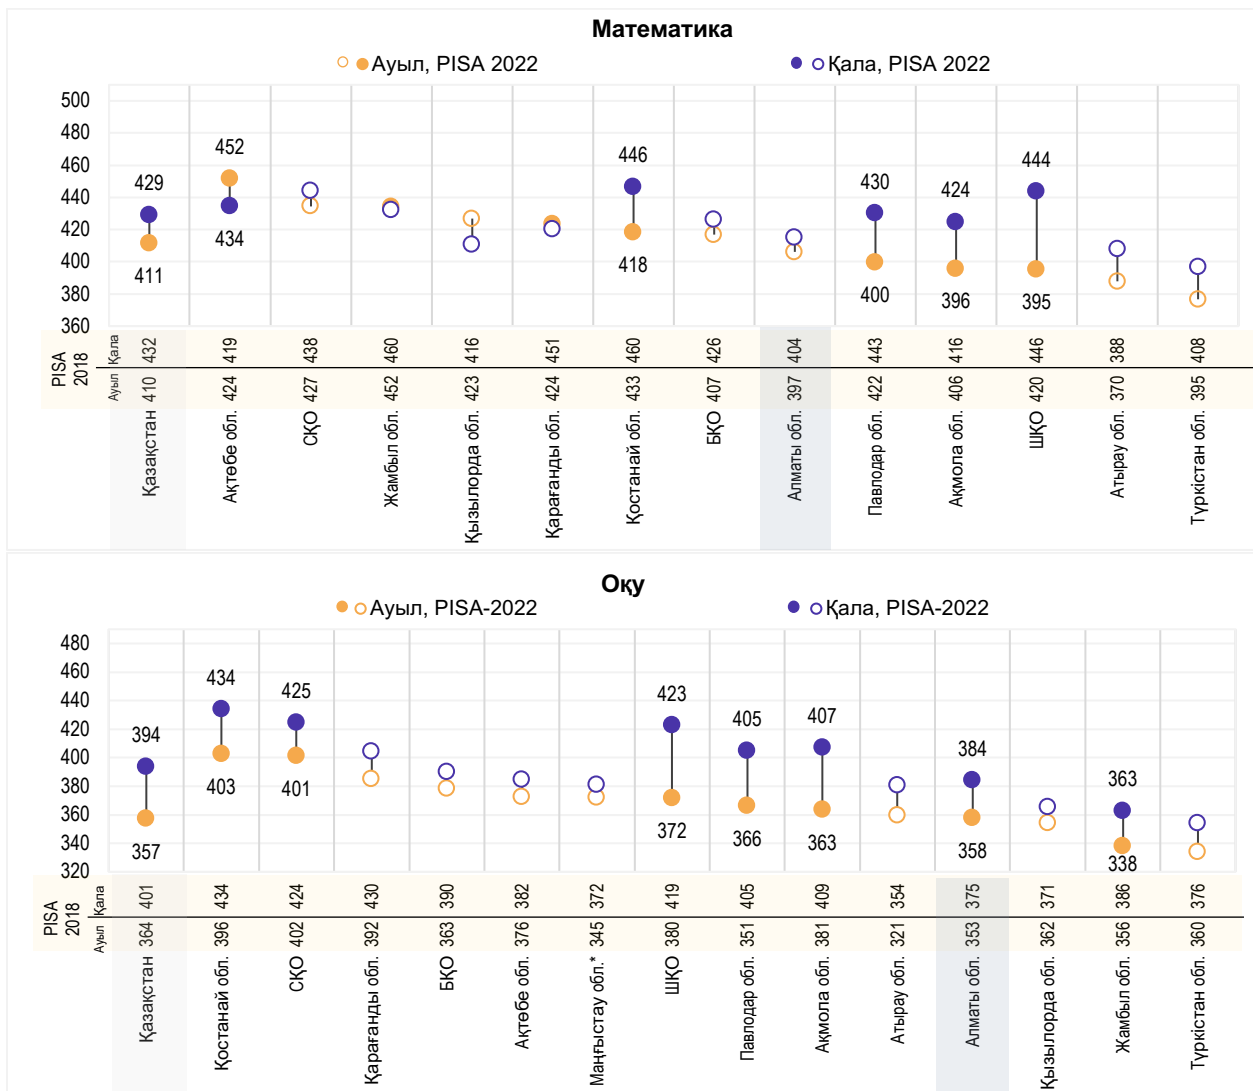 Математика
Ауыл, PISA 2022 Қала, PISA 2022
500
480
460
440
420
400
380
360
429 452 446 430 424 444
411 434 418 400 396 395
PISA 2018
Қала 432 419 438 460 416 451 460 426 404 443 416 446 388 408
Ауыл 410 424 427 452 423 424 433 407 397 422 406 420 370 395
Қазақстан Ақтөбе обл. СҚО Жамбыл обл. Қызылорда обл. Қарағанды обл. Қостанай обл. БҚО Алматы обл. Павлодар обл. Ақмола обл. ШҚО Атырау обл. Түркістан обл.
Оқу
Ауыл, PISA-2022 Қала, PISA-2022
480
460
440
420
400
380
360
340
320
394 434 425 423 405 407 384 363
357 403 401 372 366 363 358 338
PISA 2018
Қала 401 434 424 430 390 382 372 419 405 409 354 375 371 386 376
Ауыл 364 396 402 392 363 376 345 380 351 381 321 353 362 356 360
Қазақстан Қостанай обл. СҚО Қарағанды обл. БҚО Ақтөбе обл. Маңғыстау обл.* ШҚО Павлодар обл. Ақмола обл. Атырау обл. Алматы обл. Қызылорда обл. Жамбыл обл. Түркістан обл.